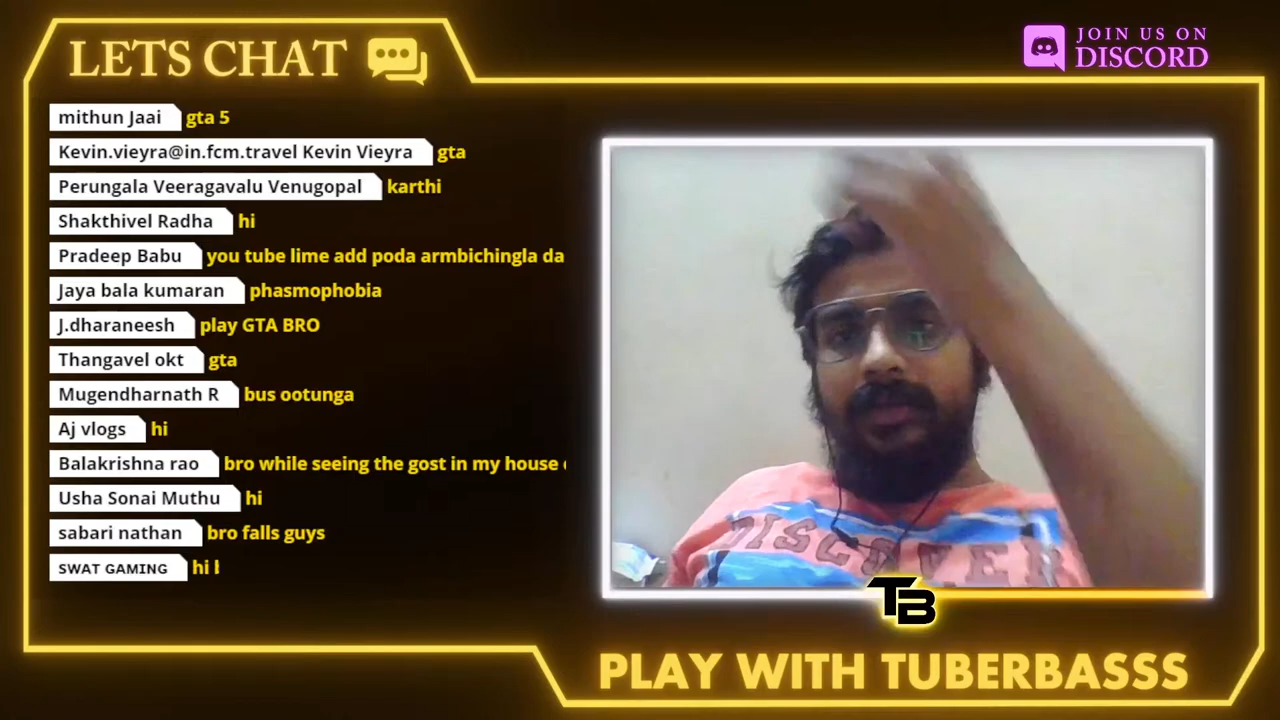 LETS CHAT
JOIN US ON
DISCORD
mithun Jaai gta 5
Kevin.vieyra@in.fcm.travel Kevin Vieyra gta
Perungala Veeragavalu Venugopal karthi
Shakthivel Radha hi
Pradeep Babu you tube lime add poda armbichingla da
Jaya bala kumaran phasmophobia
J.dharaneesh play GTA BRO
Thangavel okt gta
Mugendharnath R bus ootunga
Aj vlogs hi
Balakrishna rao bro while seeing the gost in my house
Usha Sonai Muthu hi
sabari nathan bro falls guys
SWAT GAMING hi
DISCOVER
TB
PLAY WITH TUBERBASSS